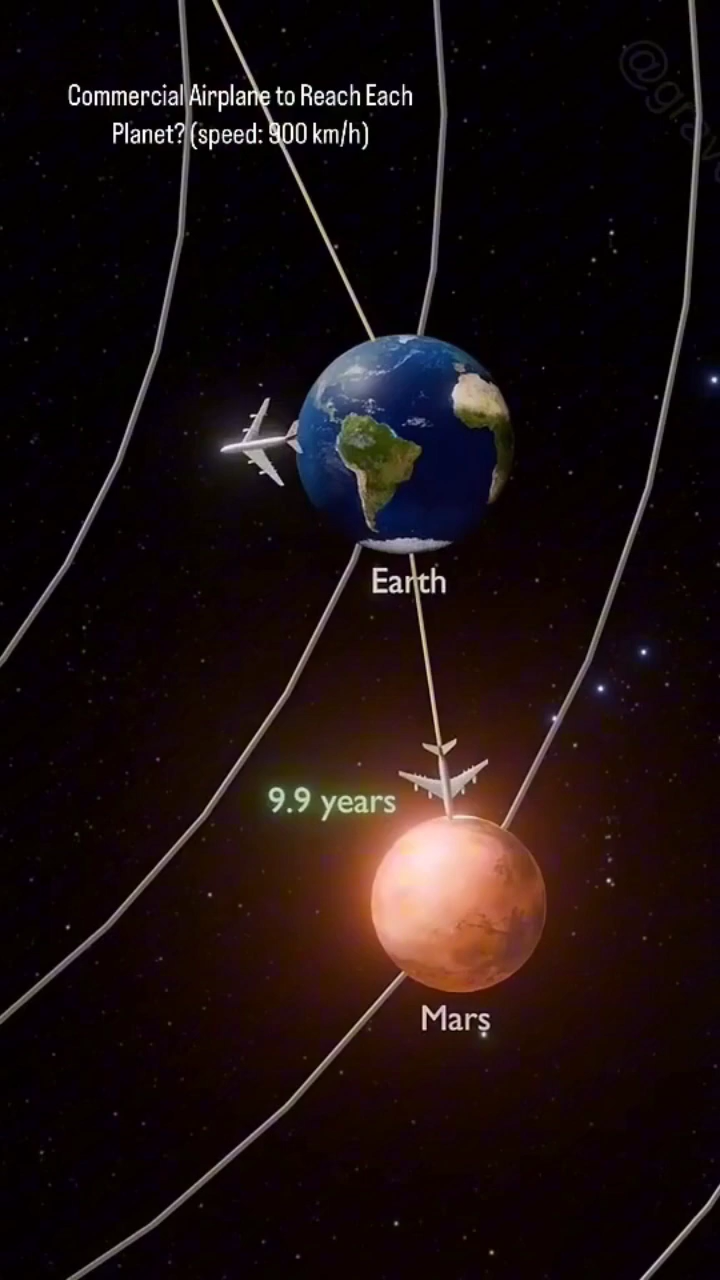 Commercial Airplane to Reach Each
Planet? (speed: 900 km/h)
Earth
9.9 years
Mars